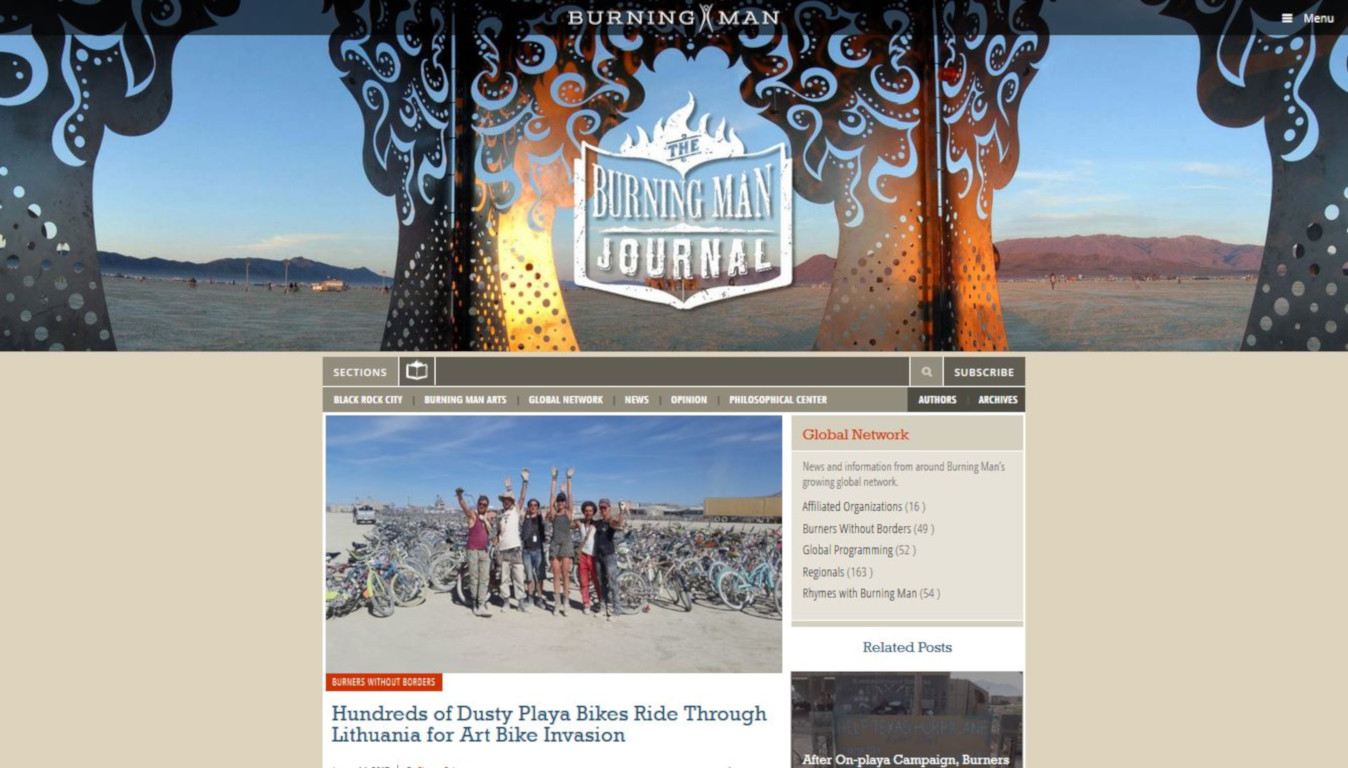 BURNING MAN
Menu
THE
BURNING MAN
JOURNAL
SECTIONS
SUBSCRIBE
BLACK ROCK CITY | BURNING MAN ARTS | GLOBAL NETWORK | NEWS | OPINION | PHILOSOPHICAL CENTER
AUTHORS | ARCHIVES
BURNERS WITHOUT BORDERS
Hundreds of Dusty Playa Bikes Ride Through
Lithuania for Art Bike Invasion
Global Network
News and information from around Burning Man's
growing global network.
Affiliated Organizations (16 )
Burners Without Borders (49 )
Global Programming (52 )
Regionals (163 )
Rhymes with Burning Man (54 )
Related Posts
After On-playa Campaign, Burners